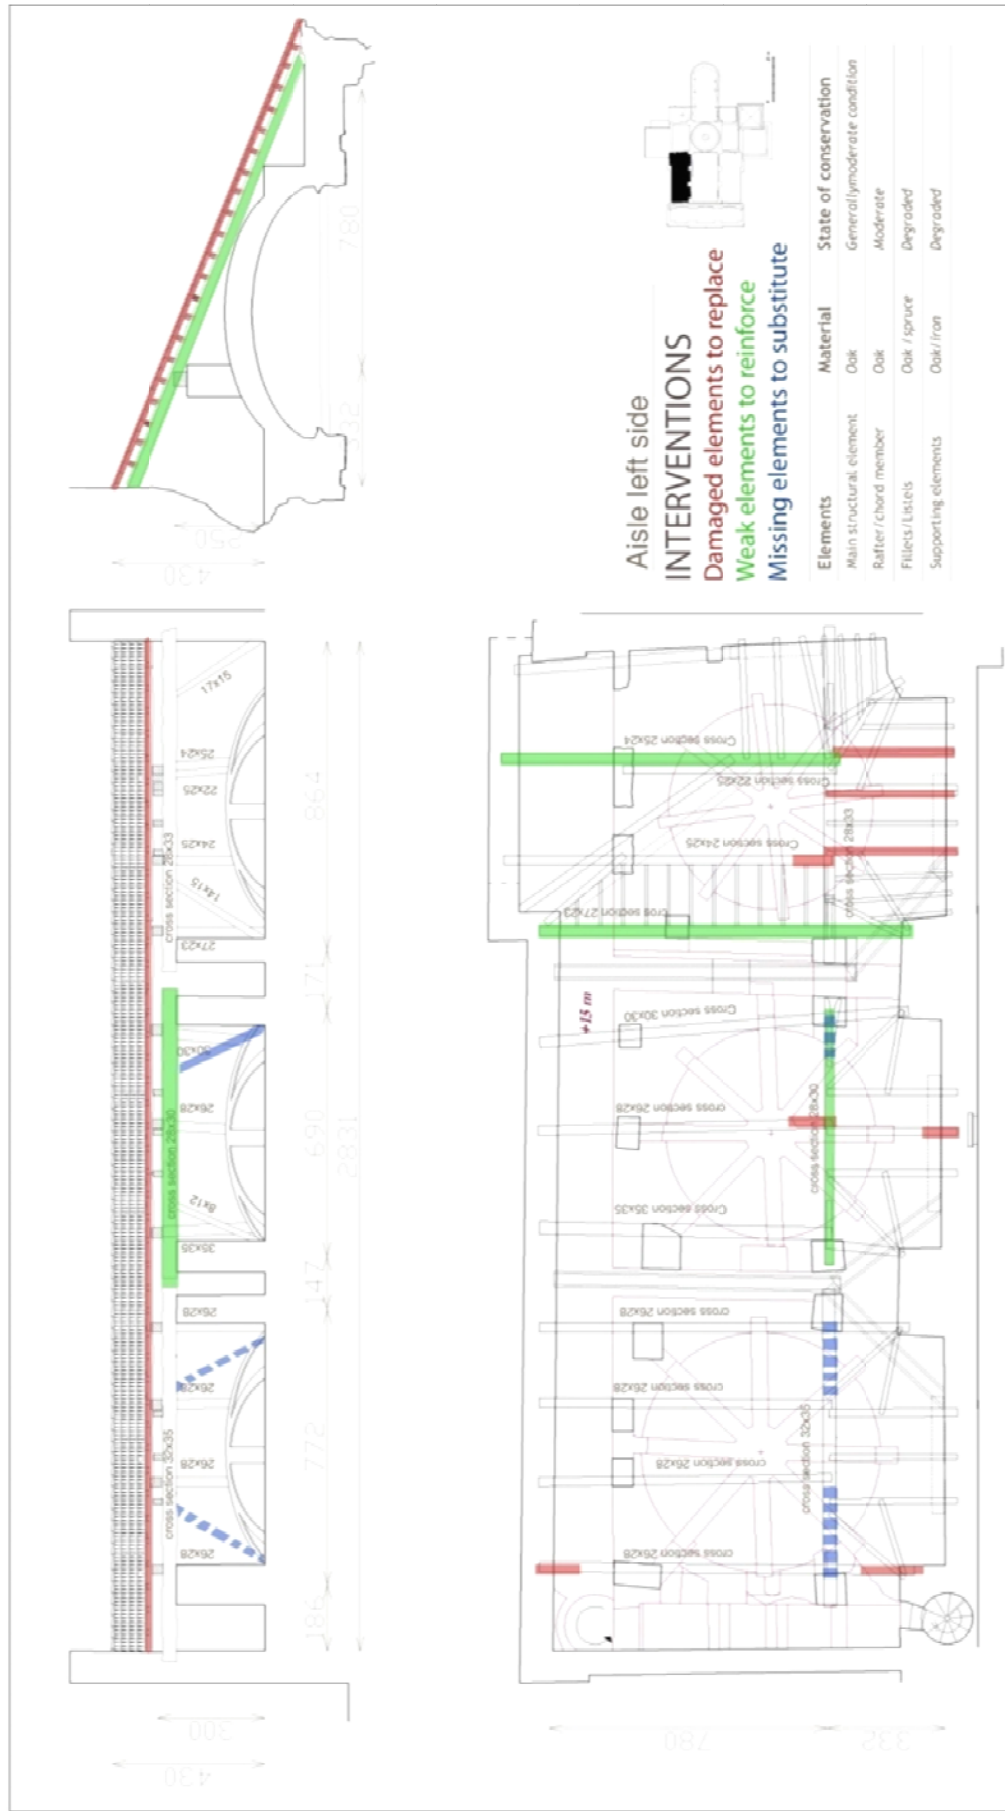 Aisle left side
INTERVENTIONS
Damaged elements to replace
Weak elements to reinforce
Missing elements to substitute
Elements Material State of conservation
Main structural element Oak Generallymoderate condition
Rafter/chord member Oak Moderate
Fillets/Listels Oak / spruce Degraded
Supporting elements Oak/iron Degraded
780
332
250
430
17x15
25x24
22x25
24x25
14x15
27x23
cross section 28x33
30x30
26x28
8x12
35x35
cross section 28x30
26x28
26x28
26x28
26x28
cross section 32x35
864
171
690
147
772
186
2831
300
430
Cross section 25x24
Cross section 22x25
Cross section 24x25
cross section 28x33
cross section 27x23
+15 m
Cross section 30x30
cross section 26x28
cross section 28x30
Cross section 35x35
cross section 26x28
cross section 26x28
cross section 26x28
cross section 32x35
cross section 26x28
780
332